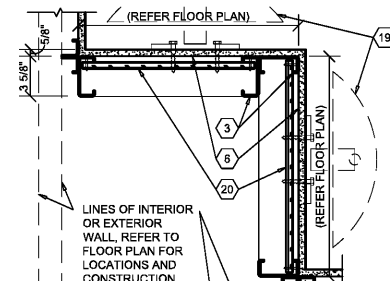 (REFER FLOOR PLAN)
19
5/8"
3 5/8"
3
6
20
(REFER FLOOR PLAN)
LINES OF INTERIOR
OR EXTERIOR
WALL, REFER TO
FLOOR PLAN FOR
LOCATIONS AND
CONSTRUCTION